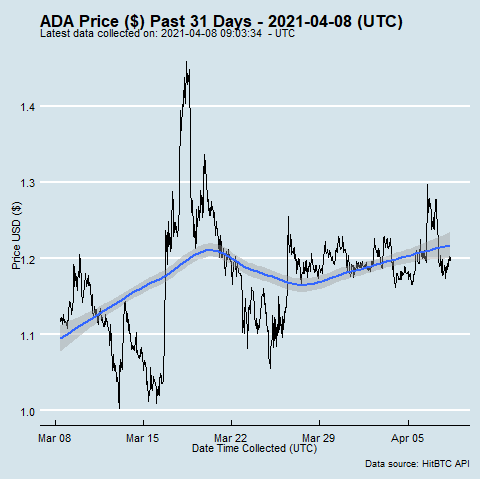 ADA Price ($) Past 31 Days - 2021-04-08 (UTC)
Latest data collected on: 2021-04-08 09:03:34 - UTC
Price USD ($)
1.4
1.3
1.2
1.1
1.0
Mar 08 Mar 15 Mar 22 Mar 29 Apr 05
Date Time Collected (UTC)
Data source: HitBTC API